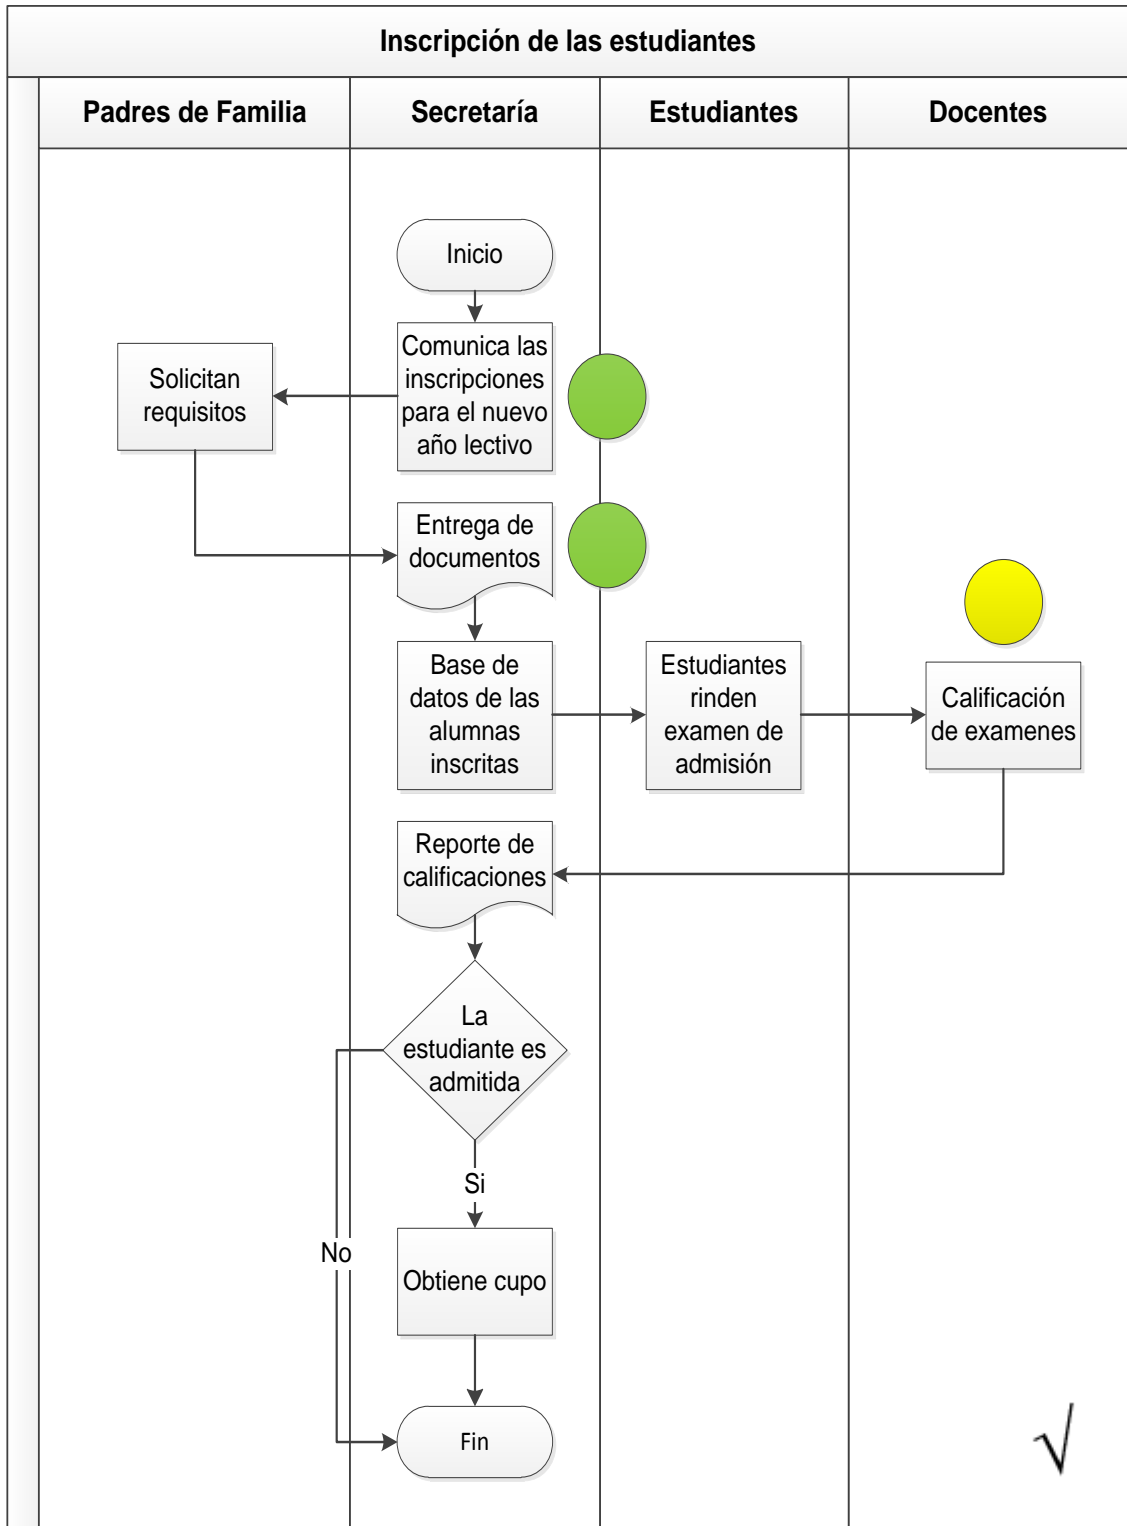 Inscripción de las estudiantes
Padres de Familia
Secretaría
Estudiantes
Docentes
Inicio
Comunica las
inscripciones
para el nuevo
año lectivo
Solicitan
requisitos
Entrega de
documentos
Base de
datos de las
alumnas
inscritas
Estudiantes
rinden
examen de
admisión
Calificación
de examenes
Reporte de
calificaciones
La
estudiante es
admitida
Si
No
Obtiene cupo
Fin
√